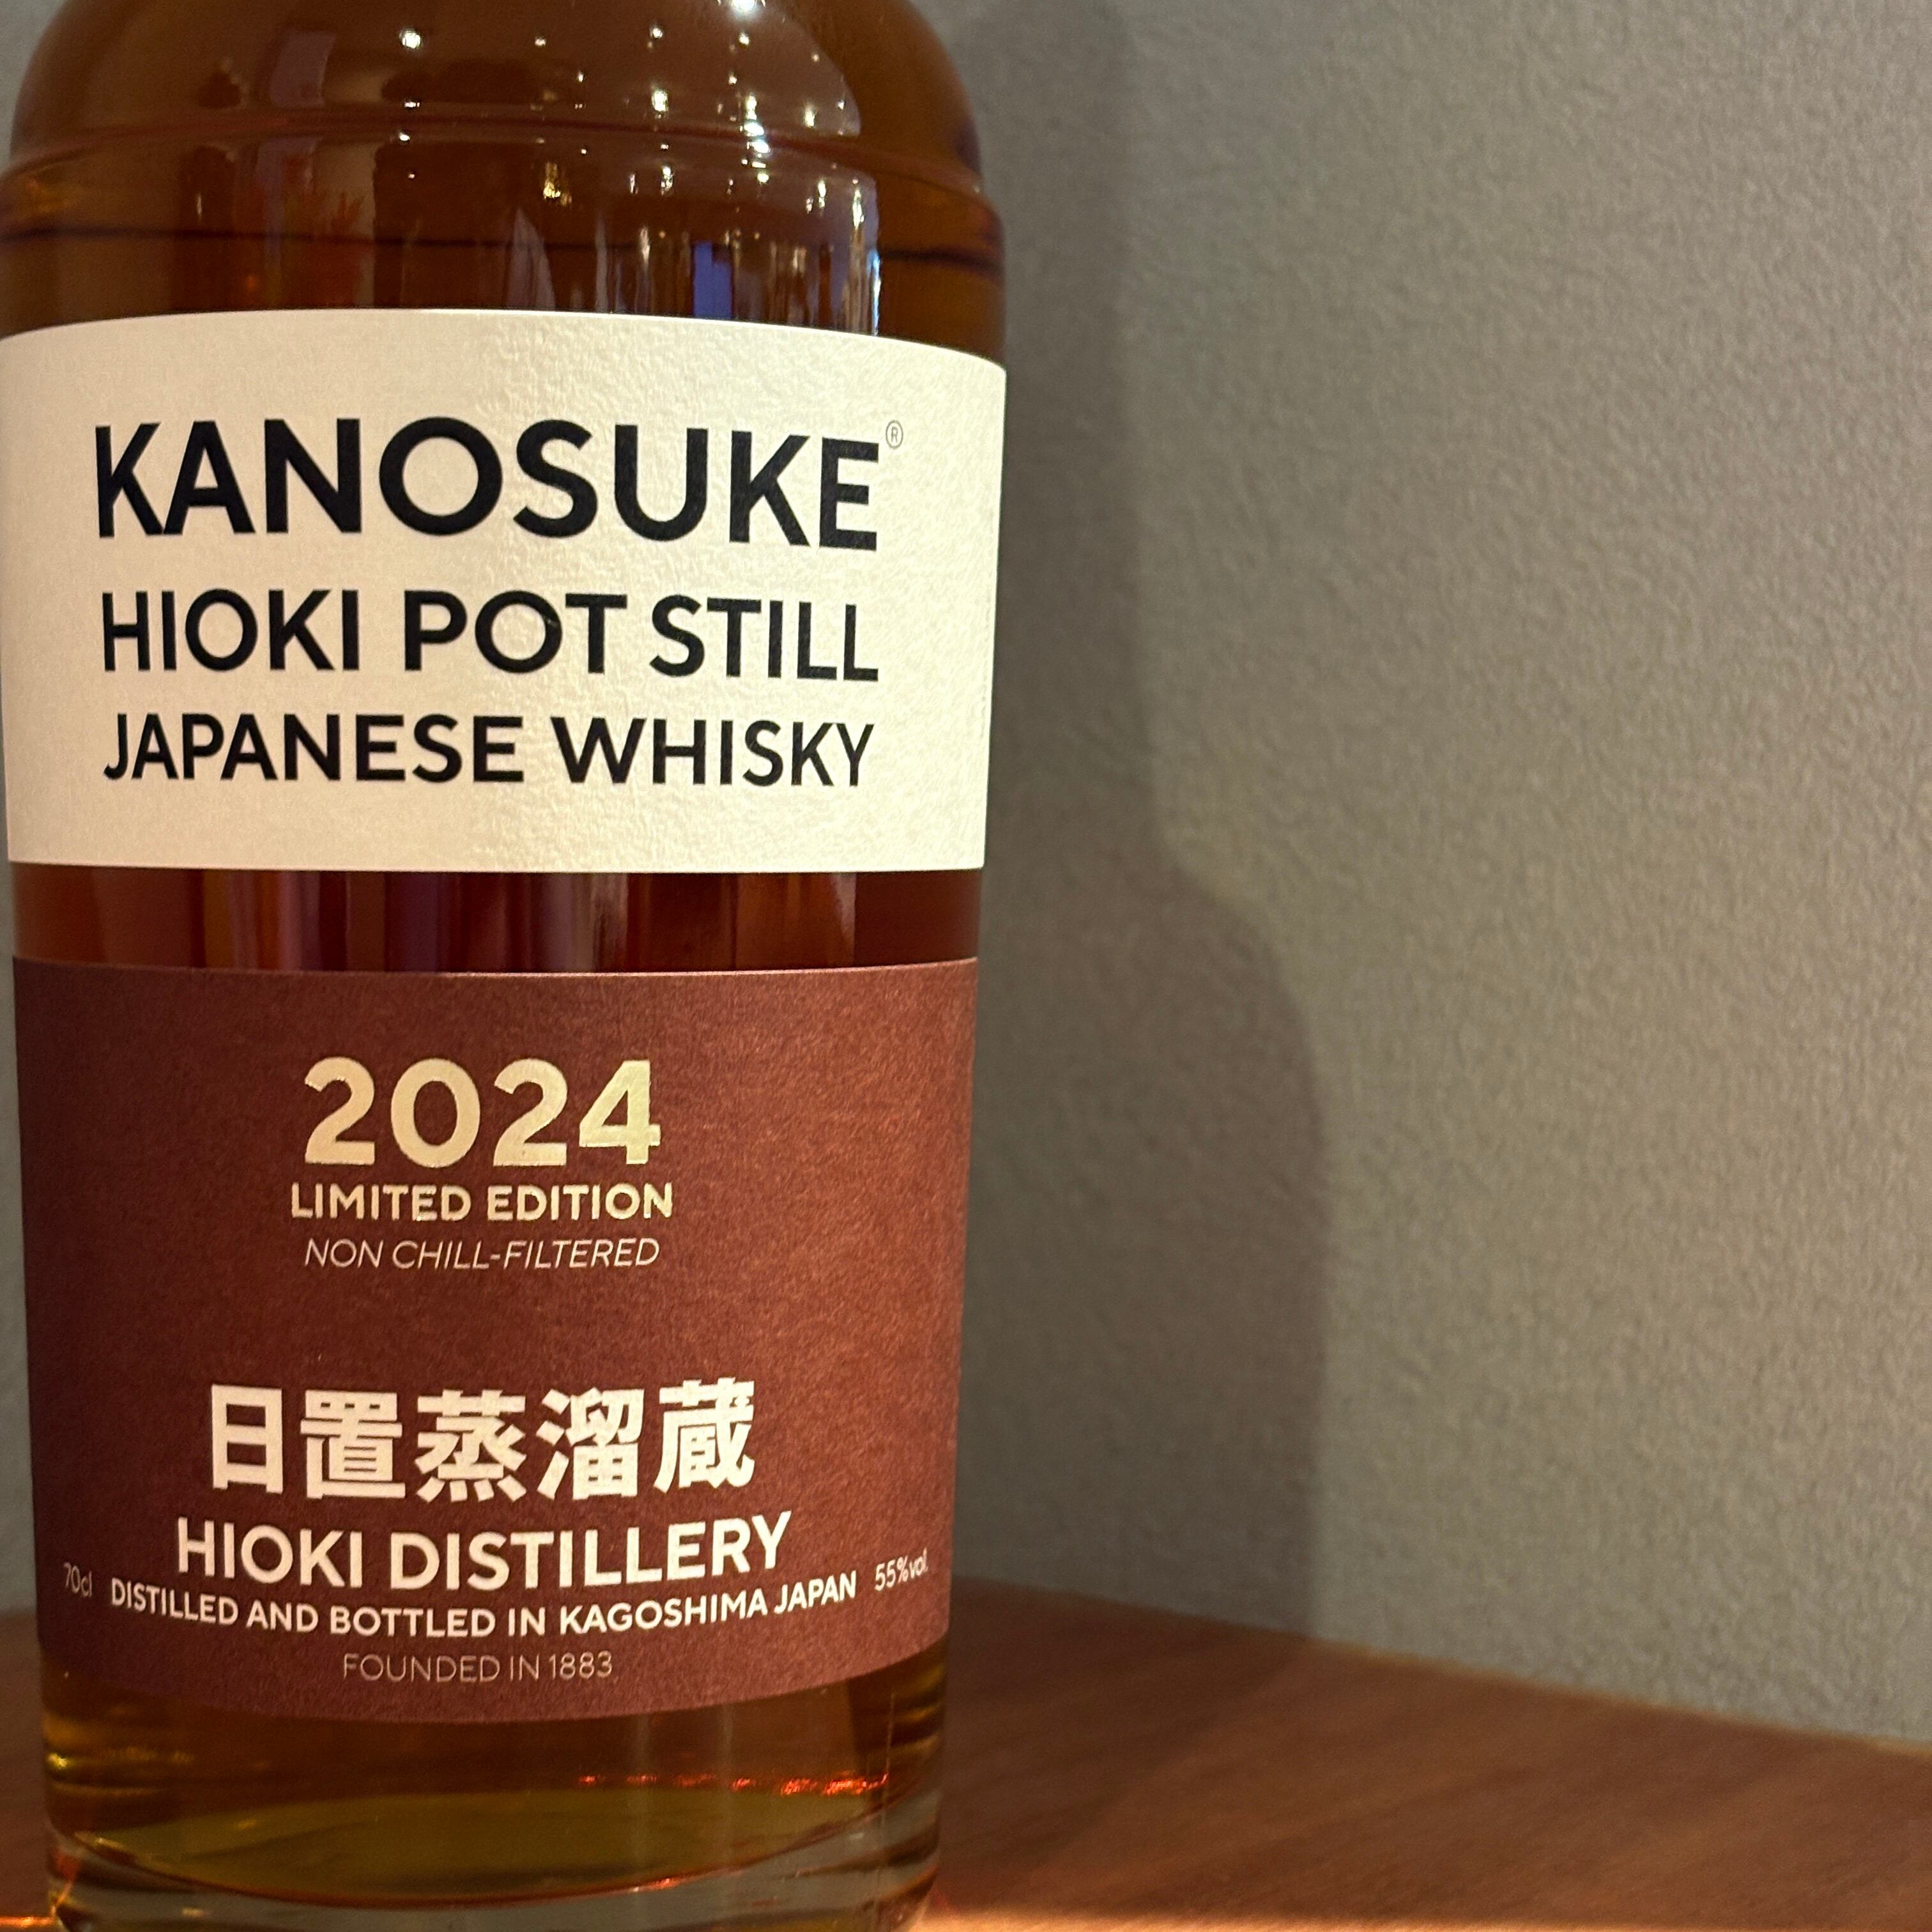 KANOSUKE®
HIOKI POT STILL
JAPANESE WHISKY
2024
LIMITED EDITION
NON CHILL-FILTERED
日置蒸溜蔵
HIOKI DISTILLERY
70cl DISTILLED AND BOTTLED IN KAGOSHIMA JAPAN 55%vol.
FOUNDED IN 1883